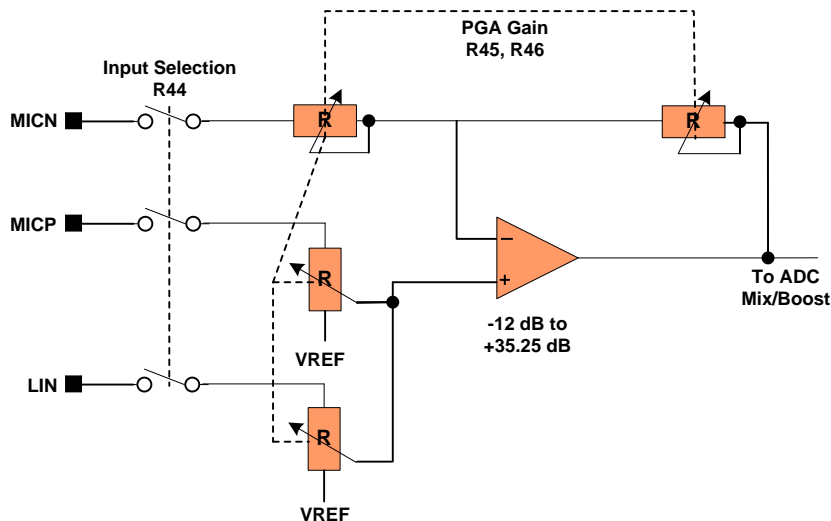 PGA Gain
R45, R46
Input Selection
R44
MICN
R
R
MICP
R
−
+
To ADC
Mix/Boost
-12 dB to
+35.25 dB
VREF
LIN
R
VREF